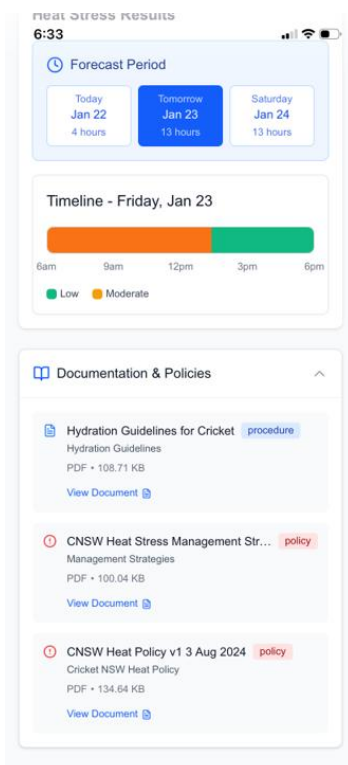 Heat Stress Results
6:33
Forecast Period
Today
Jan 22
4 hours
Tomorrow
Jan 23
13 hours
Saturday
Jan 24
13 hours
Timeline - Friday, Jan 23
6am 9am 12pm 3pm 6pm
Low Moderate
Documentation & Policies
Hydration Guidelines for Cricket procedure
Hydration Guidelines
PDF • 108.71 KB
View Document
CNSW Heat Stress Management Str... policy
Management Strategies
PDF • 100.04 KB
View Document
CNSW Heat Policy v1 3 Aug 2024 policy
Cricket NSW Heat Policy
PDF • 134.64 KB
View Document